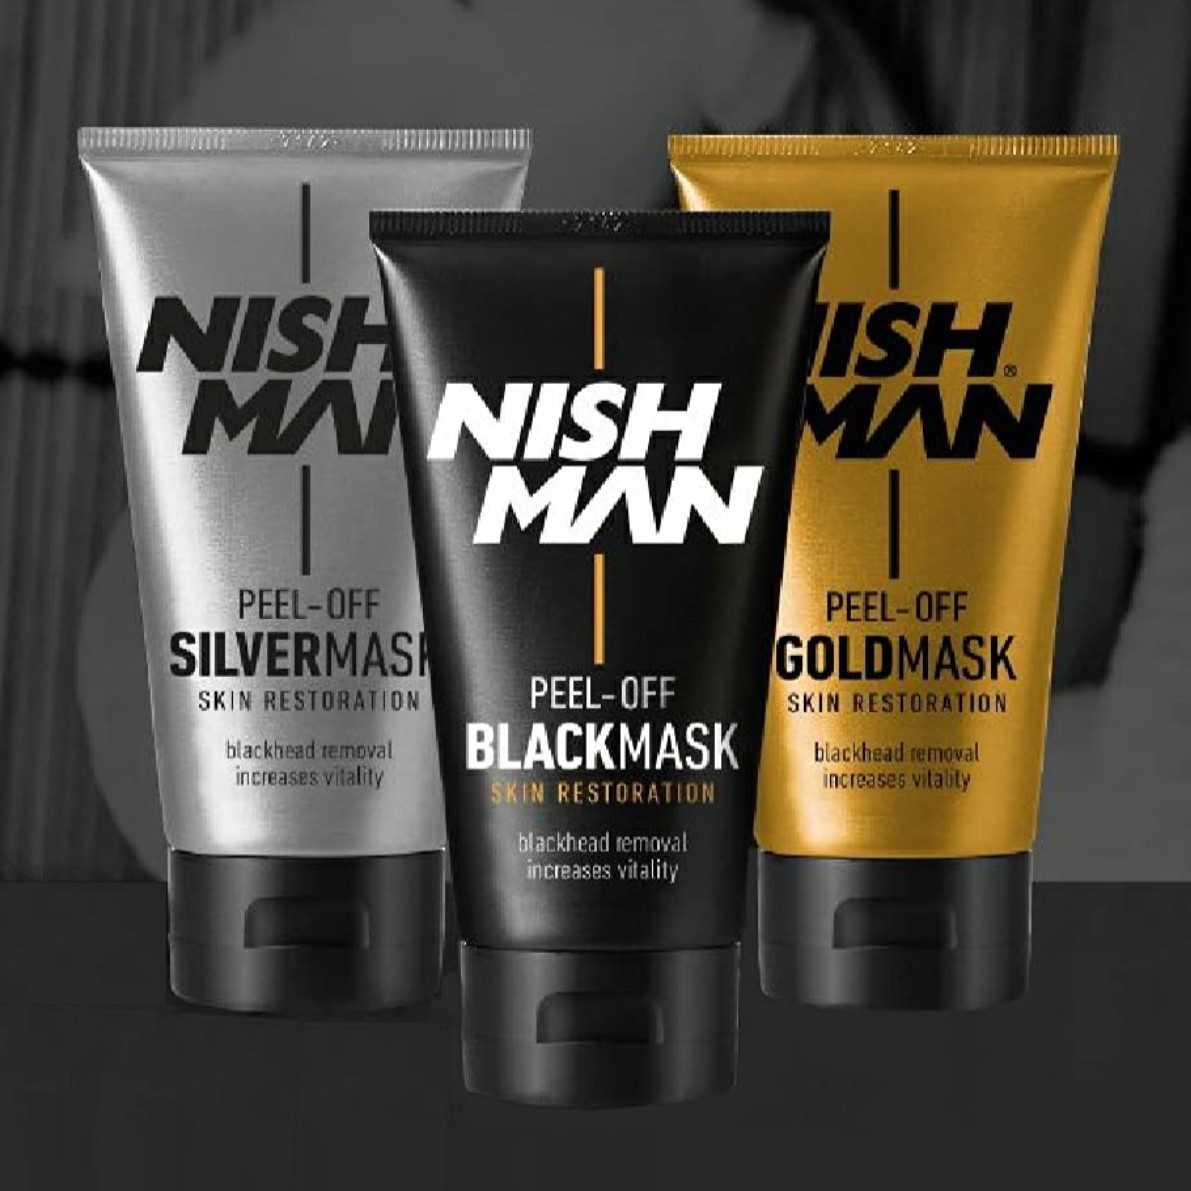 NISH
MAN
PEEL-OFF
SILVERMASK
SKIN RESTORATION
blackhead removal
increases vitality
NISH
MAN
PEEL-OFF
BLACKMASK
SKIN RESTORATION
blackhead removal
increases vitality
NISH®
MAN
PEEL-OFF
GOLDMASK
SKIN RESTORATION
blackhead removal
increases vitality